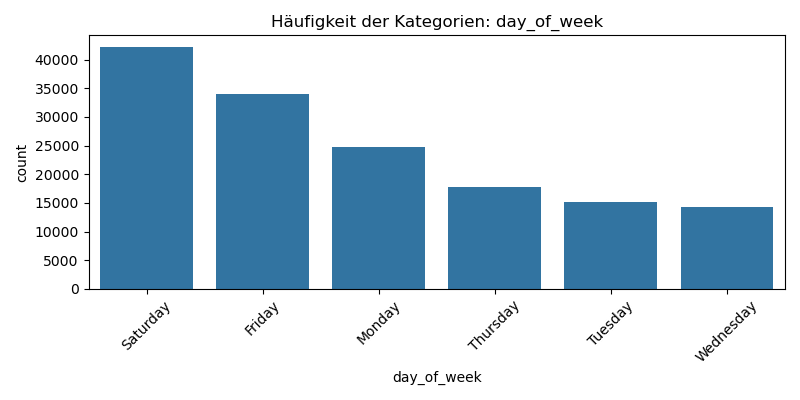 Häufigkeit der Kategorien: day_of_week
count
40000
35000
30000
25000
20000
15000
10000
5000
0
Saturday
Friday
Monday
Thursday
Tuesday
Wednesday
day_of_week